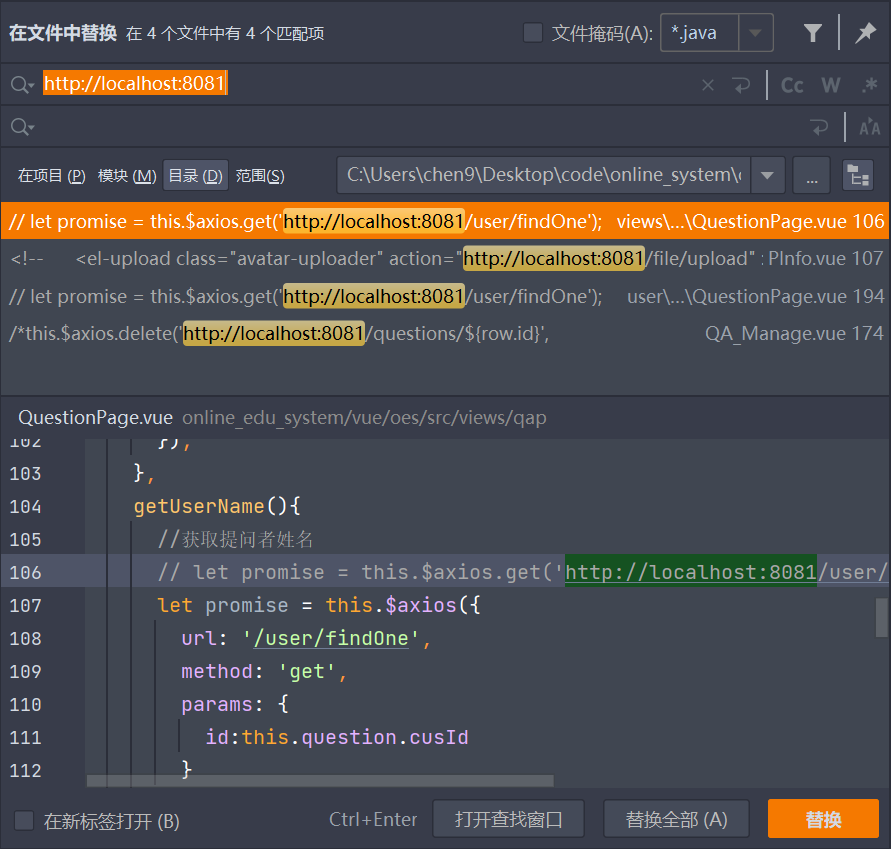 在文件中替换 在 4 个文件中有 4 个匹配项 文件掩码(A): *.java
http://localhost:8081 Cc W .*
在项目 (P) 模块 (M) 目录 (D) 范围(S) C:\Users\chen9\Desktop\code\online_system\ ...
// let promise = this.$axios.get('http://localhost:8081/user/findOne'); views\...\QuestionPage.vue 106
<!-- <el-upload class="avatar-uploader" action="http://localhost:8081/file/upload" : PInfo.vue 107
// let promise = this.$axios.get('http://localhost:8081/user/findOne'); user\...\QuestionPage.vue 194
/*this.$axios.delete('http://localhost:8081/questions/${row.id}', QA_Manage.vue 174
QuestionPage.vue online_edu_system/vue/oes/src/views/qap
102 });
103 },
104 getUserName(){
105 //获取提问者姓名
106 // let promise = this.$axios.get('http://localhost:8081/user/
107 let promise = this.$axios({
108 url: '/user/findOne',
109 method: 'get',
110 params: {
111 id:this.question.cusId
112 }
在新标签打开 (B) Ctrl+Enter 打开查找窗口 替换全部 (A) 替换